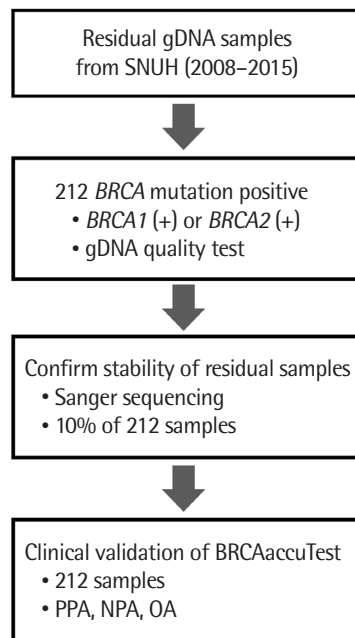 Residual gDNA samples
from SNUH (2008–2015)
212 BRCA mutation positive
• BRCA1 (+) or BRCA2 (+)
• gDNA quality test
Confirm stability of residual samples
• Sanger sequencing
• 10% of 212 samples
Clinical validation of BRCAaccuTest
• 212 samples
• PPA, NPA, OA